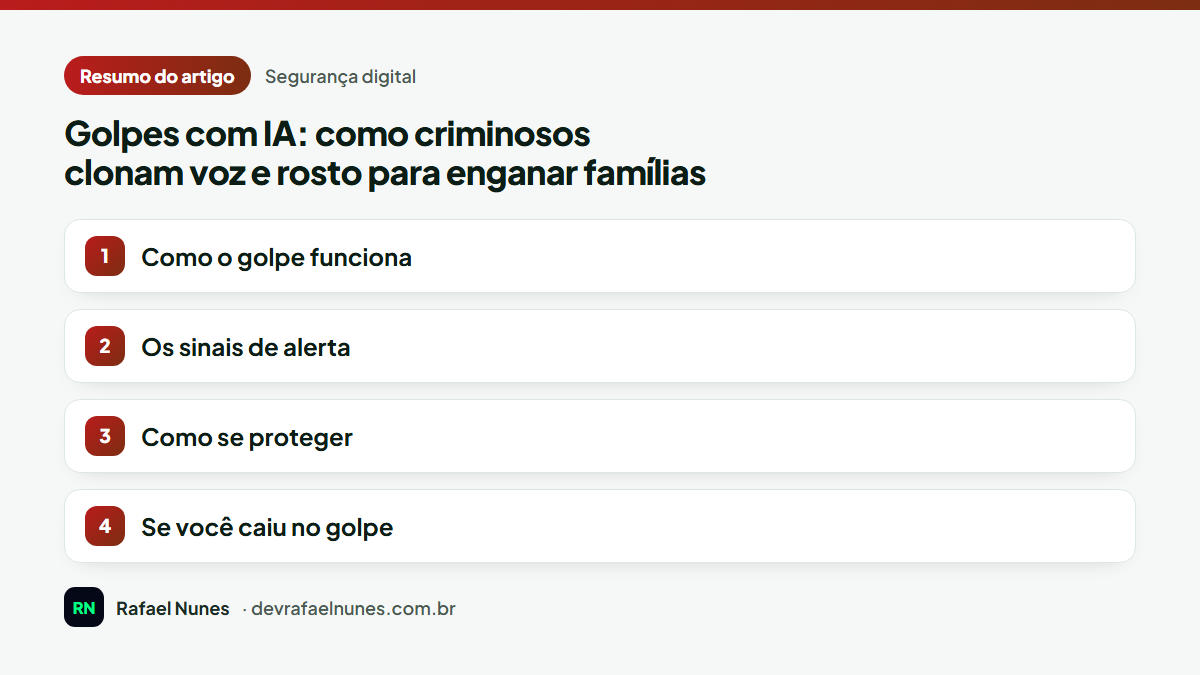 Resumo do artigo
Segurança digital
Golpes com IA: como criminosos
clonam voz e rosto para enganar famílias
1 Como o golpe funciona
2 Os sinais de alerta
3 Como se proteger
4 Se você caiu no golpe
RN Rafael Nunes · devrafaelnunes.com.br